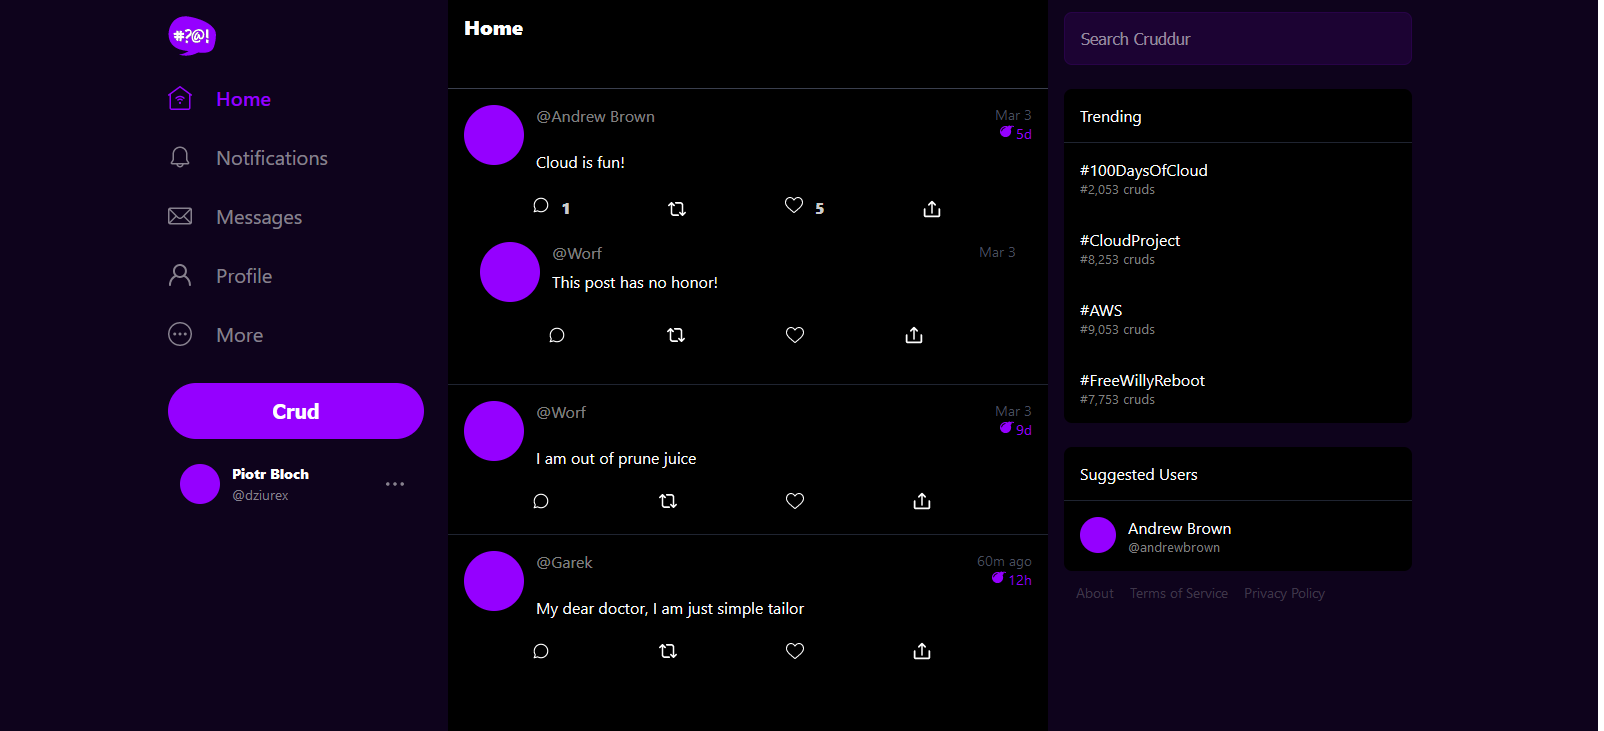 #?@!
Home
Notifications
Messages
Profile
More
Crud
Piotr Bloch
@dziurex
Home
@Andrew Brown
Mar 3
5d
Cloud is fun!
1
5
@Worf
Mar 3
This post has no honor!
@Worf
Mar 3
9d
I am out of prune juice
@Garek
60m ago
12h
My dear doctor, I am just simple tailor
Search Cruddur
Trending
#100DaysOfCloud
#2,053 cruds
#CloudProject
#8,253 cruds
#AWS
#9,053 cruds
#FreeWillyReboot
#7,753 cruds
Suggested Users
Andrew Brown
@andrewbrown
About Terms of Service Privacy Policy